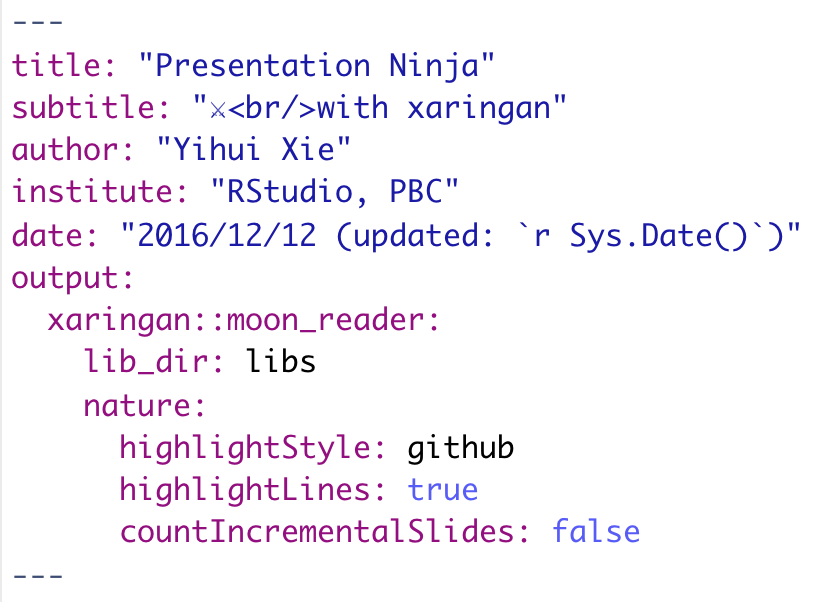 ---
title: "Presentation Ninja"
subtitle: "⚔<br/>with xaringan"
author: "Yihui Xie"
institute: "RStudio, PBC"
date: "2016/12/12 (updated: `r Sys.Date()`)"
output:
  xaringan::moon_reader:
    lib_dir: libs
    nature:
      highlightStyle: github
      highlightLines: true
      countIncrementalSlides: false
---